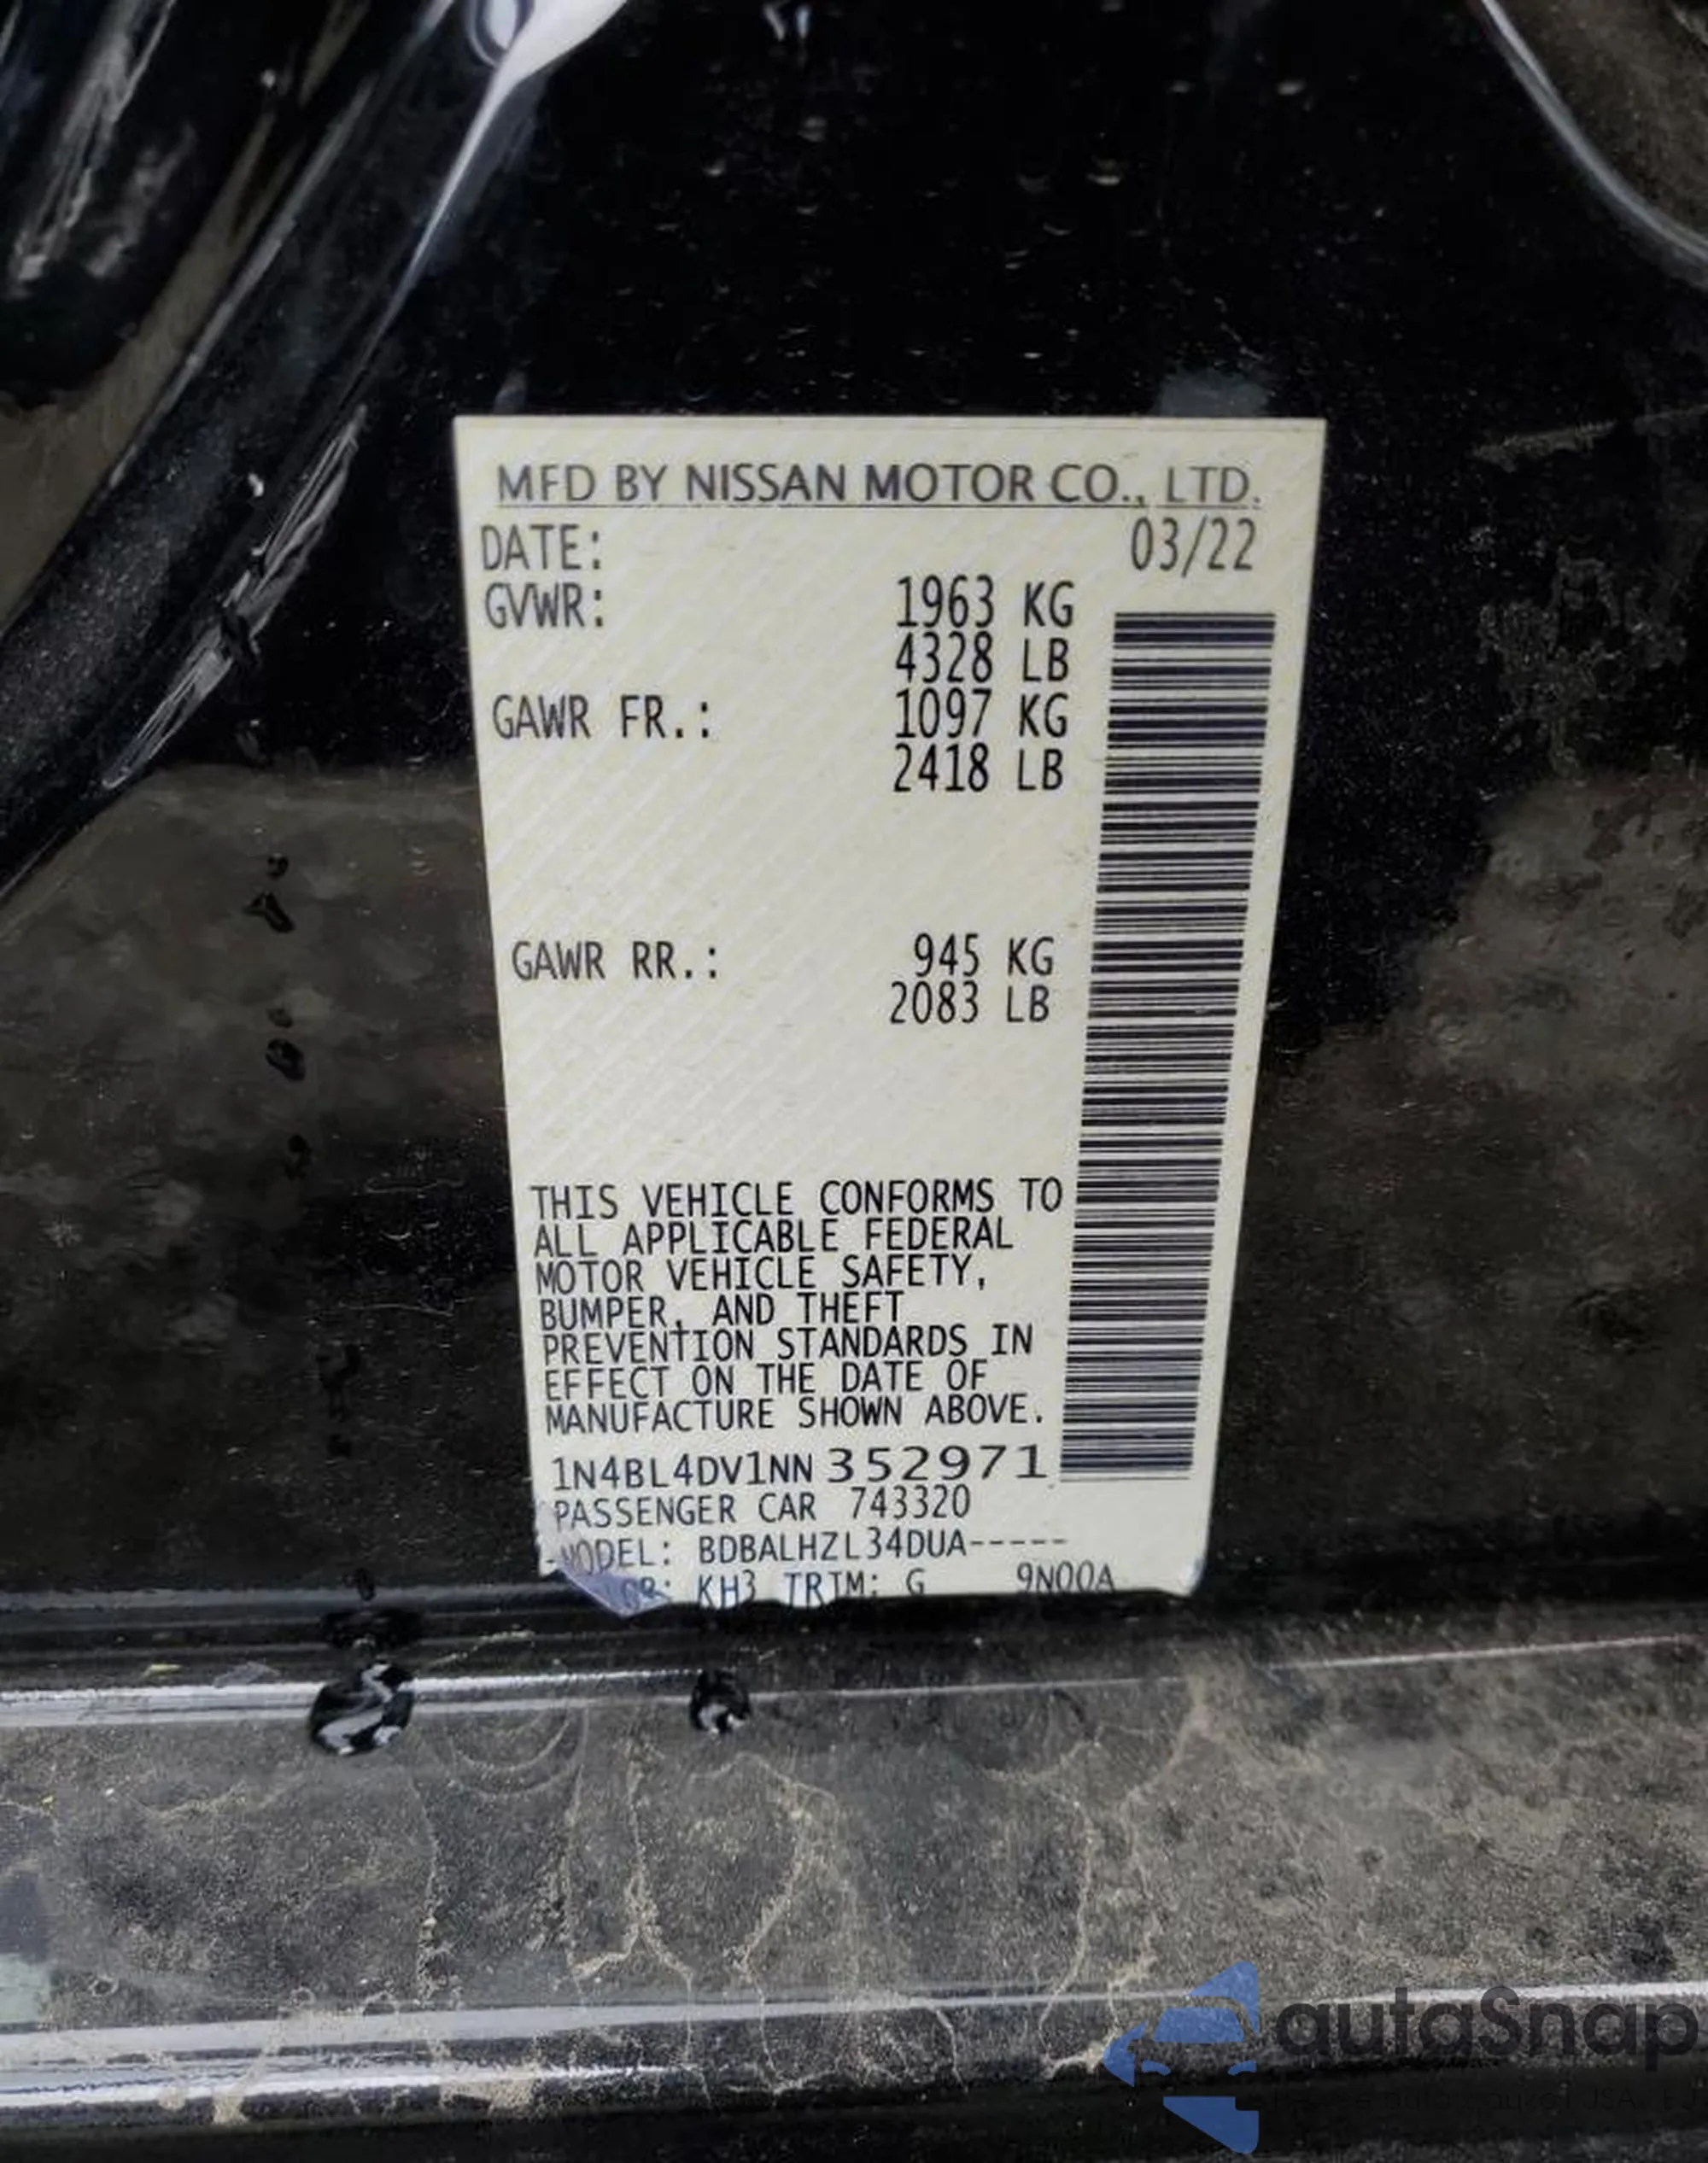 MFD BY NISSAN MOTOR CO., LTD.
DATE: 03/22
GVWR: 1963 KG
4328 LB
GAWR FR.: 1097 KG
2418 LB
GAWR RR.: 945 KG
2083 LB
THIS VEHICLE CONFORMS TO
ALL APPLICABLE FEDERAL
MOTOR VEHICLE SAFETY,
BUMPER, AND THEFT
PREVENTION STANDARDS IN
EFFECT ON THE DATE OF
MANUFACTURE SHOWN ABOVE.
1N4BL4DV1NN352971
PASSENGER CAR 743320
MODEL: BDBALHZL34DUA-----
KH3 TRIM: G 9N00A
autaSnap